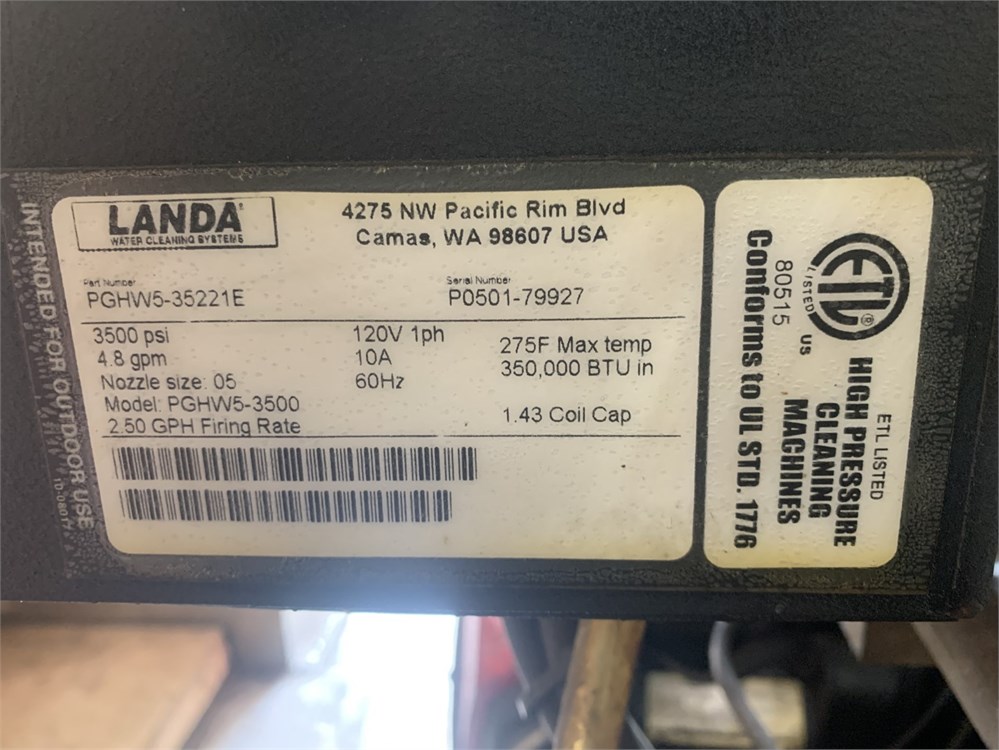 INTENDED FOR OUTDOOR USE
LANDA
WATER CLEANING SYSTEMS
4275 NW Pacific Rim Blvd
Camas, WA 98607 USA
Part Number
PGHW5-35221E
Serial Number
P0501-79927
3500 psi
4.8 gpm
Nozzle size: 05
Model: PGHW5-3500
2.50 GPH Firing Rate
120V 1ph
10A
60Hz
275F Max temp
350,000 BTU in
1.43 Coil Cap
ETL
®
LISTED
US
80515
Conforms to UL STD. 1776
ETL LISTED
HIGH PRESSURE
CLEANING
MACHINES